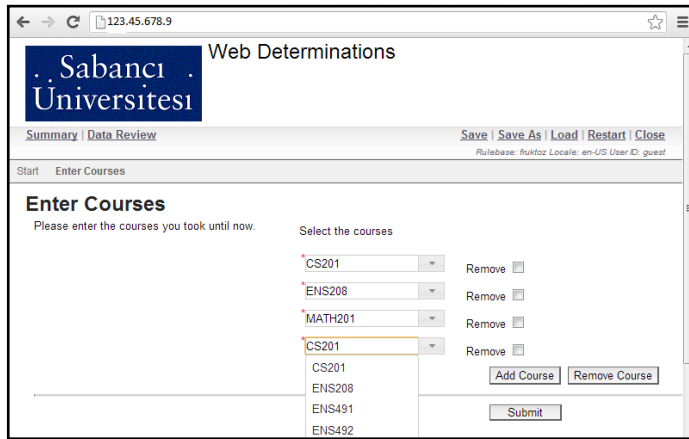 123.45.678.9
. . Sabancı .
Üniversitesi
Web Determinations
Summary | Data Review
Save | Save As | Load | Restart | Close
Rulebase: fruktoz Locale: en-US User ID: guest
Start Enter Courses
Enter Courses
Please enter the courses you took until now.
Select the courses
*CS201 Remove
*ENS208 Remove
*MATH201 Remove
*CS201 Remove
CS201
ENS208
ENS491
ENS492
Add Course Remove Course
Submit